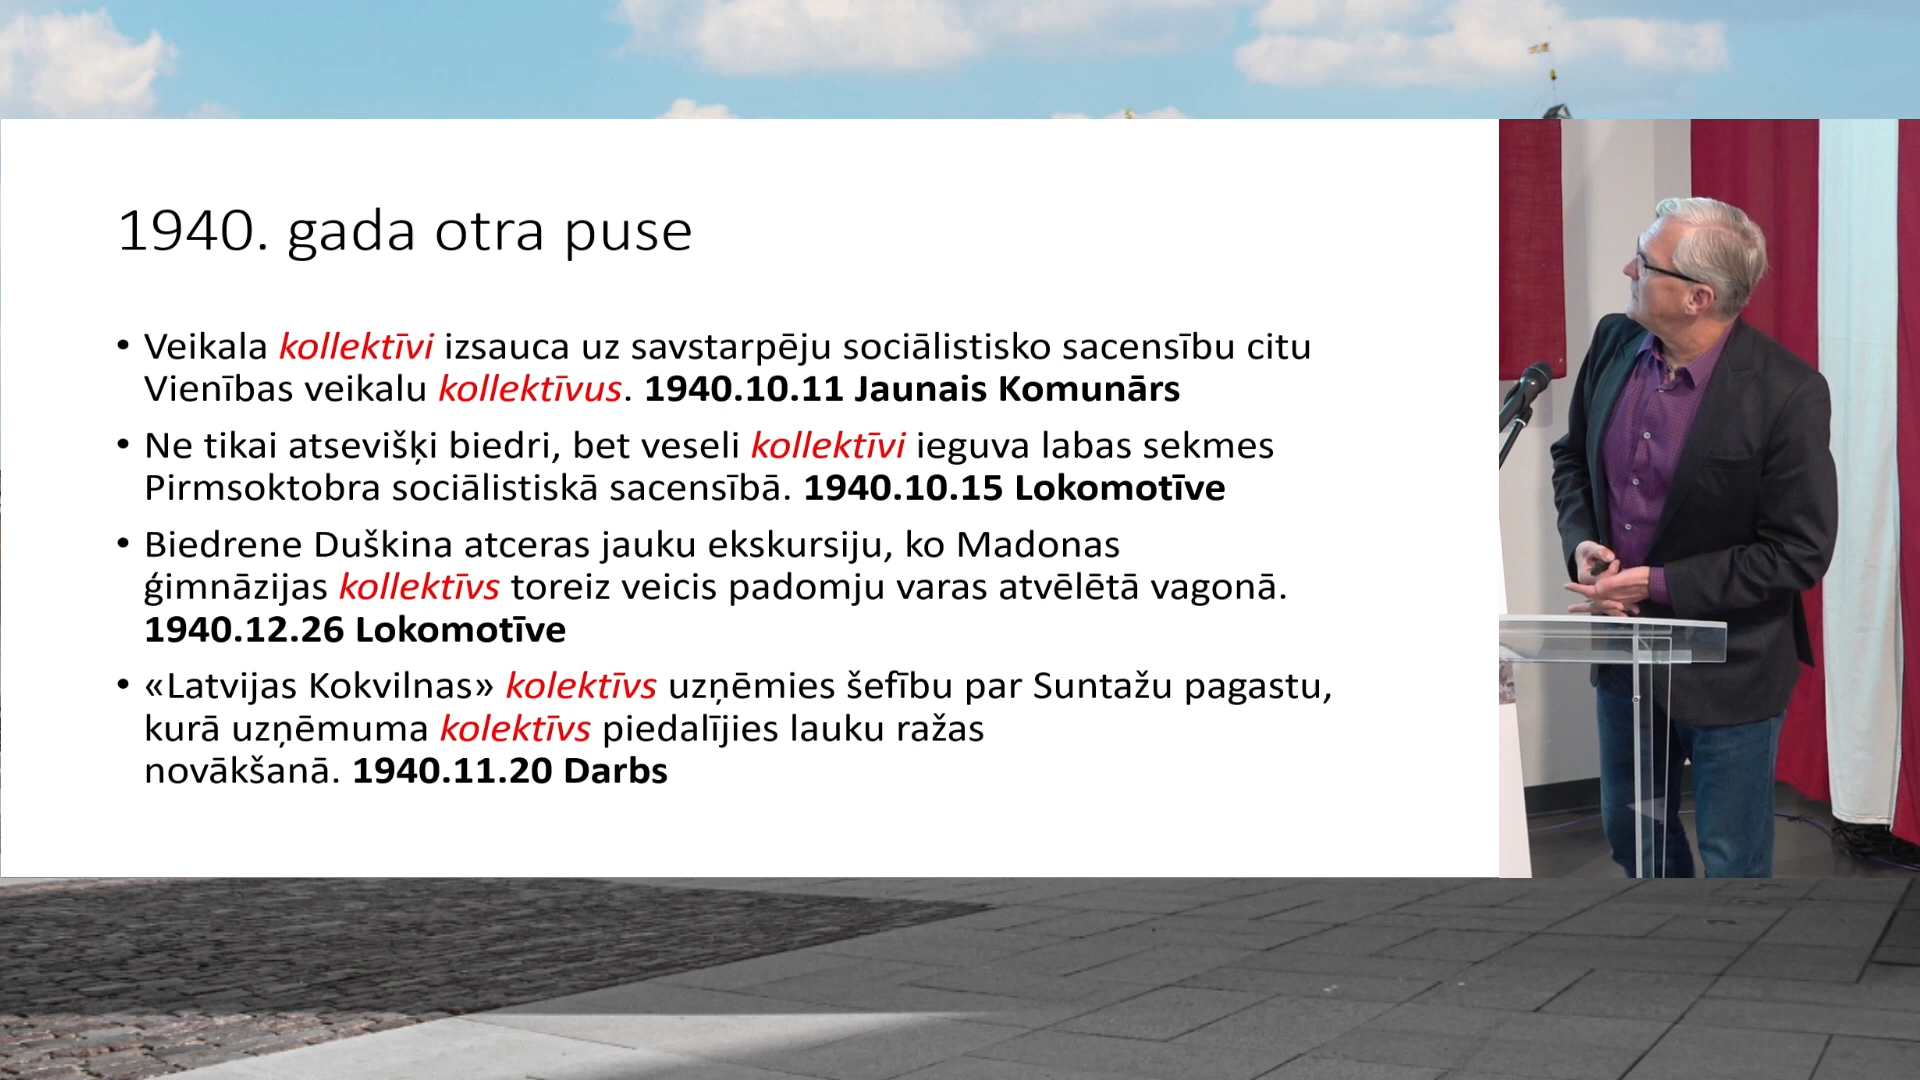 1940. gada otra puse
• Veikala kollektīvi izsauca uz savstarpēju sociālistisko sacensību citu
Vienības veikalu kollektīvus. 1940.10.11 Jaunais Komunārs
• Ne tikai atsevišķi biedri, bet veseli kollektīvi ieguva labas sekmes
Pirmsoktobra sociālistiskā sacensībā. 1940.10.15 Lokomotīve
• Biedrene Duškina atceras jauku ekskursiju, ko Madonas
ģimnāzijas kollektīvs toreiz veicis padomju varas atvēlētā vagonā.
1940.12.26 Lokomotīve
• «Latvijas Kokvilnas» kolektīvs uzņēmies šefību par Suntažu pagastu,
kurā uzņēmuma kolektīvs piedalījies lauku ražas
novākšanā. 1940.11.20 Darbs